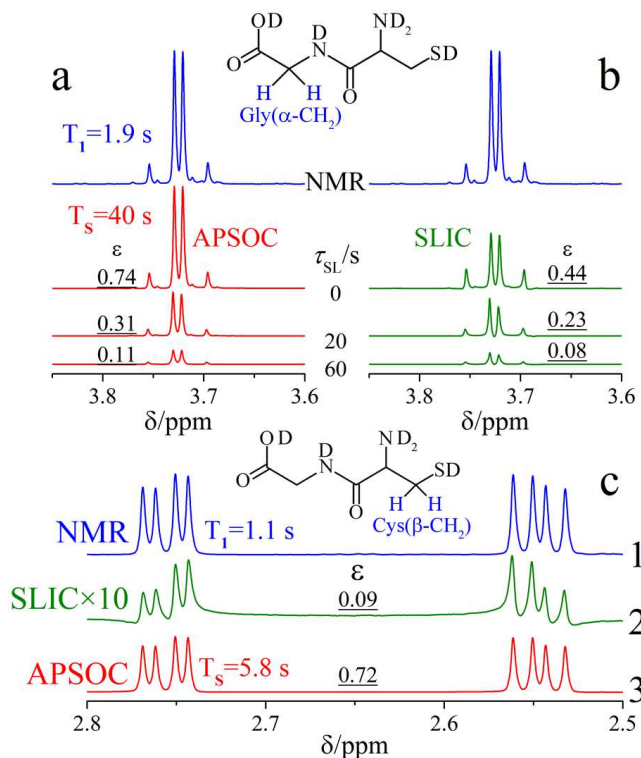 a
b
OD
D
ND2
SD
O
N
O
H H
Gly(α-CH2)
T1=1.9 s
NMR
TS=40 s
APSOC
SLIC
ε
τSL/s
ε
0.74
0
0.44
0.31
20
0.23
0.11
60
0.08
3.8 3.7 3.6
3.8 3.7 3.6
δ/ppm
δ/ppm
c
OD
D
ND2
SD
O
N
O
H H
Cys(β-CH2)
NMR
T1=1.1 s
1
ε
SLIC×10
0.09
2
APSOC
TS=5.8 s
0.72
3
2.8 2.7 2.6 2.5
δ/ppm